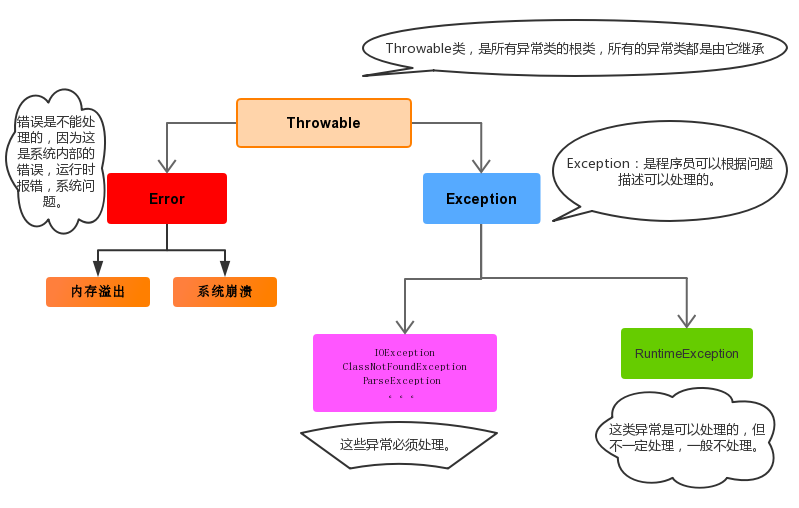 Throwable类，是所有异常类的根类，所有的异常类都是由它继承
错误是不能处
理的，因为这
是系统内部的
错误，运行时
报错，系统问
题。
Throwable
Exception：是程序员可以根据问题
描述可以处理的。
Error
Exception
内存溢出
系统崩溃
IOException
ClassNotFoundException
ParseException
。。。
RuntimeException
这些异常必须处理。
这类异常是可以处理的，但
不一定处理，一般不处理。